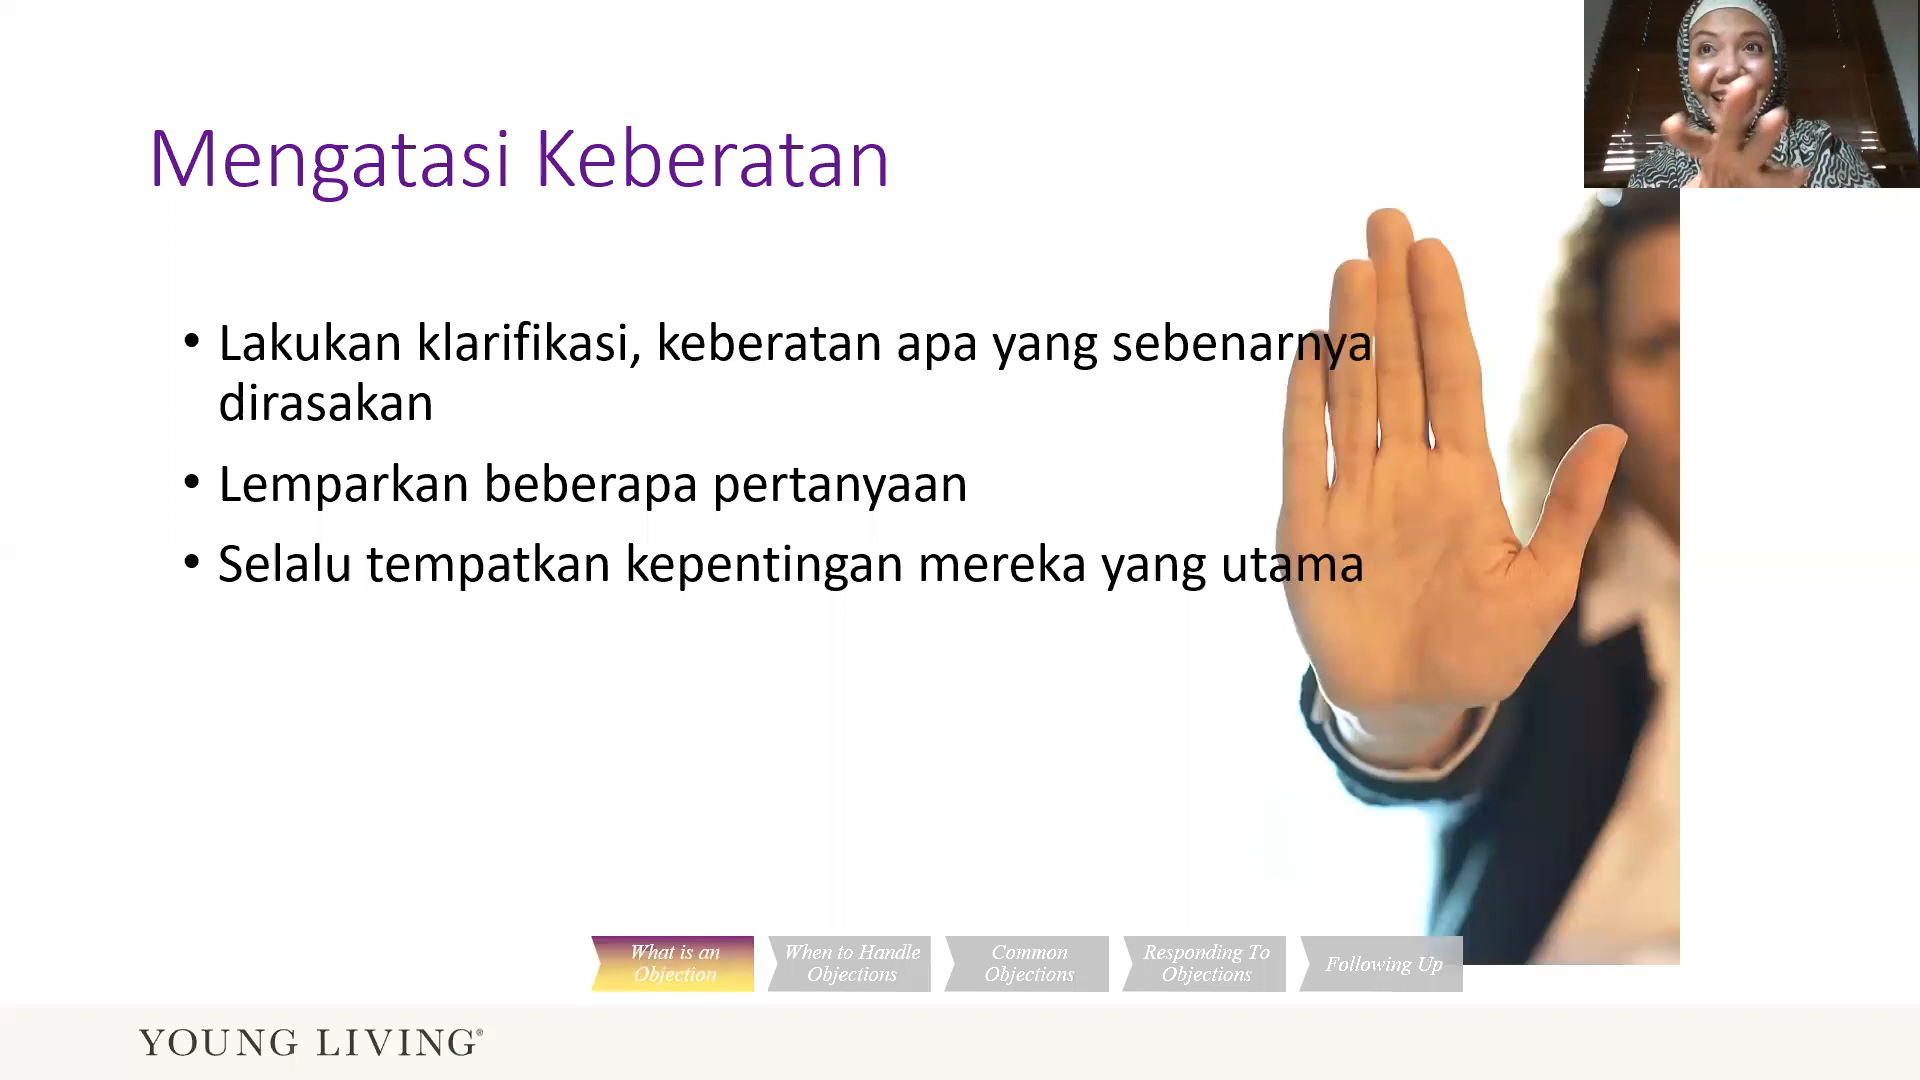 Mengatasi Keberatan
• Lakukan klarifikasi, keberatan apa yang sebenarnya
dirasakan
• Lemparkan beberapa pertanyaan
• Selalu tempatkan kepentingan mereka yang utama
What is an
Objection
When to Handle
Objections
Common
Objections
Responding To
Objections
Following Up
YOUNG LIVING®